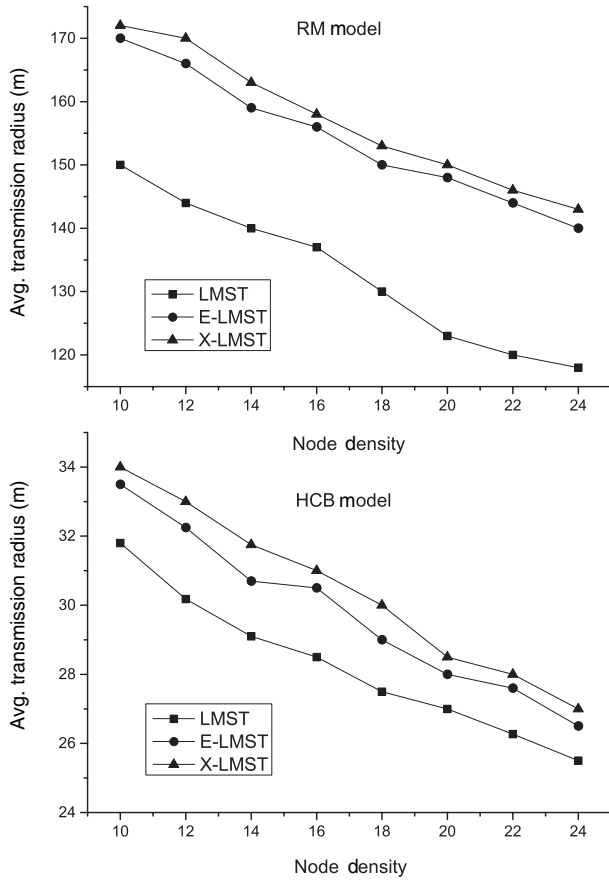 RM model
Avg. transmission radius (m)
170
160
150
140
130
120
LMST
E-LMST
X-LMST
10 12 14 16 18 20 22 24
Node density
HCB model
Avg. transmission radius (m)
34
32
30
28
26
24
LMST
E-LMST
X-LMST
10 12 14 16 18 20 22 24
Node density